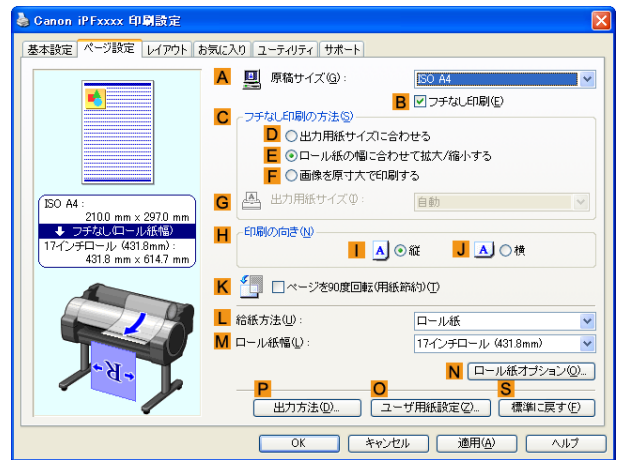 Canon iPFxxxx 印刷設定
基本設定 ページ設定 レイアウト お気に入り ユーティリティ サポート
A 原稿サイズ(G): ISO A4
B フチなし印刷(E)
C フチなし印刷の方法(S)
D 出力用紙サイズに合わせる
E ロール紙の幅に合わせて拡大/縮小する
F 画像を原寸大で印刷する
G 出力用紙サイズ(I): 自動
ISO A4 :
210.0 mm x 297.0 mm
フチなし(ロール紙幅)
17インチロール (431.8mm) :
431.8 mm x 614.7 mm
H 印刷の向き(N)
I A 縦 J A 横
K ページを90度回転(用紙節約)(T)
L 給紙方法(U): ロール紙
M ロール紙幅(L): 17インチロール (431.8mm)
N ロール紙オプション(O)...
P O S
出力方法(D)... ユーザ用紙設定(Z)... 標準に戻す(F)
R
OK キャンセル 適用(A) ヘルプ